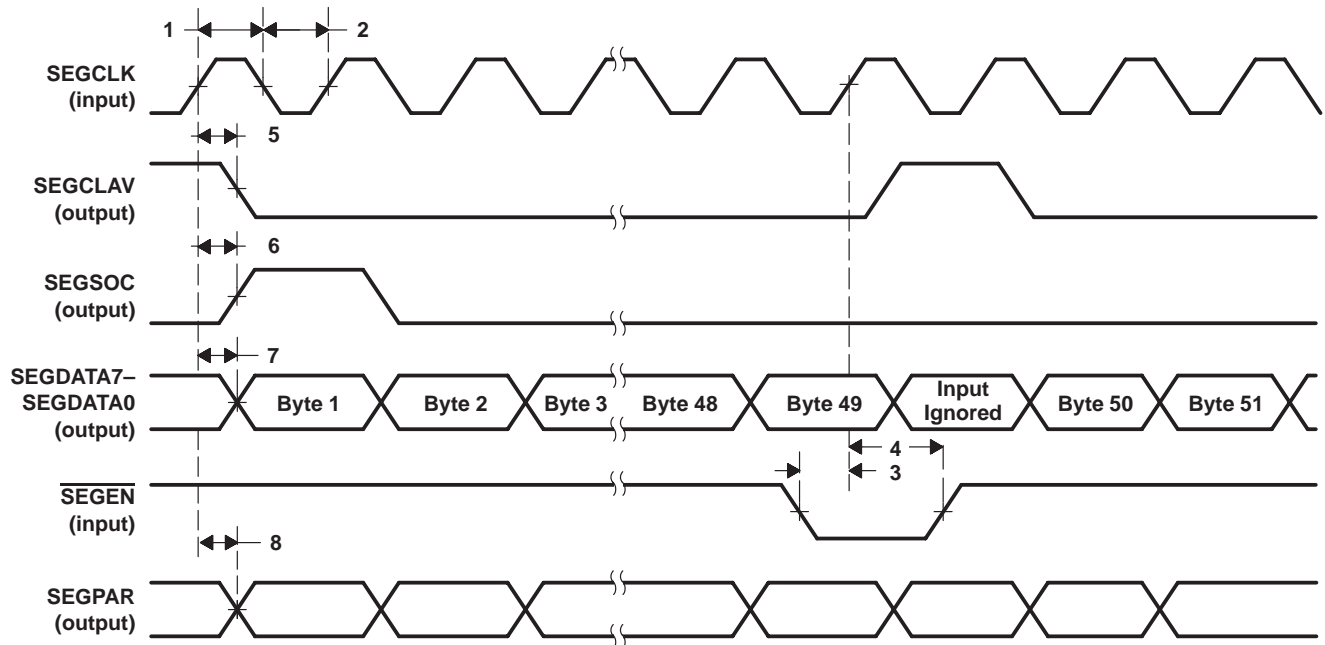 1
2
SEGCLK
(input)
5
SEGCLAV
(output)
6
SEGSOC
(output)
7
SEGDATA7–
SEGDATA0
(output)
Byte 1
Byte 2
Byte 3
Byte 48
Byte 49
Input
Ignored
Byte 50
Byte 51
4
3
SEGEN
(input)
8
SEGPAR
(output)